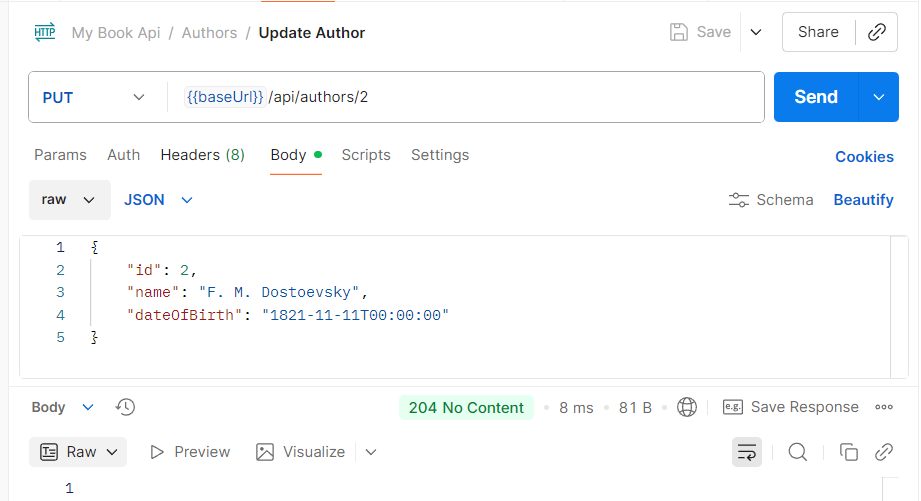 HTTP My Book Api / Authors / Update Author Save Share
PUT {{baseUrl}} /api/authors/2 Send
Params Auth Headers (8) Body Scripts Settings Cookies
raw JSON Schema Beautify
1 {
2 "id": 2,
3 "name": "F. M. Dostoevsky",
4 "dateOfBirth": "1821-11-11T00:00:00"
5 }
Body 204 No Content 8 ms 81 B e.g. Save Response
Raw Preview Visualize
1